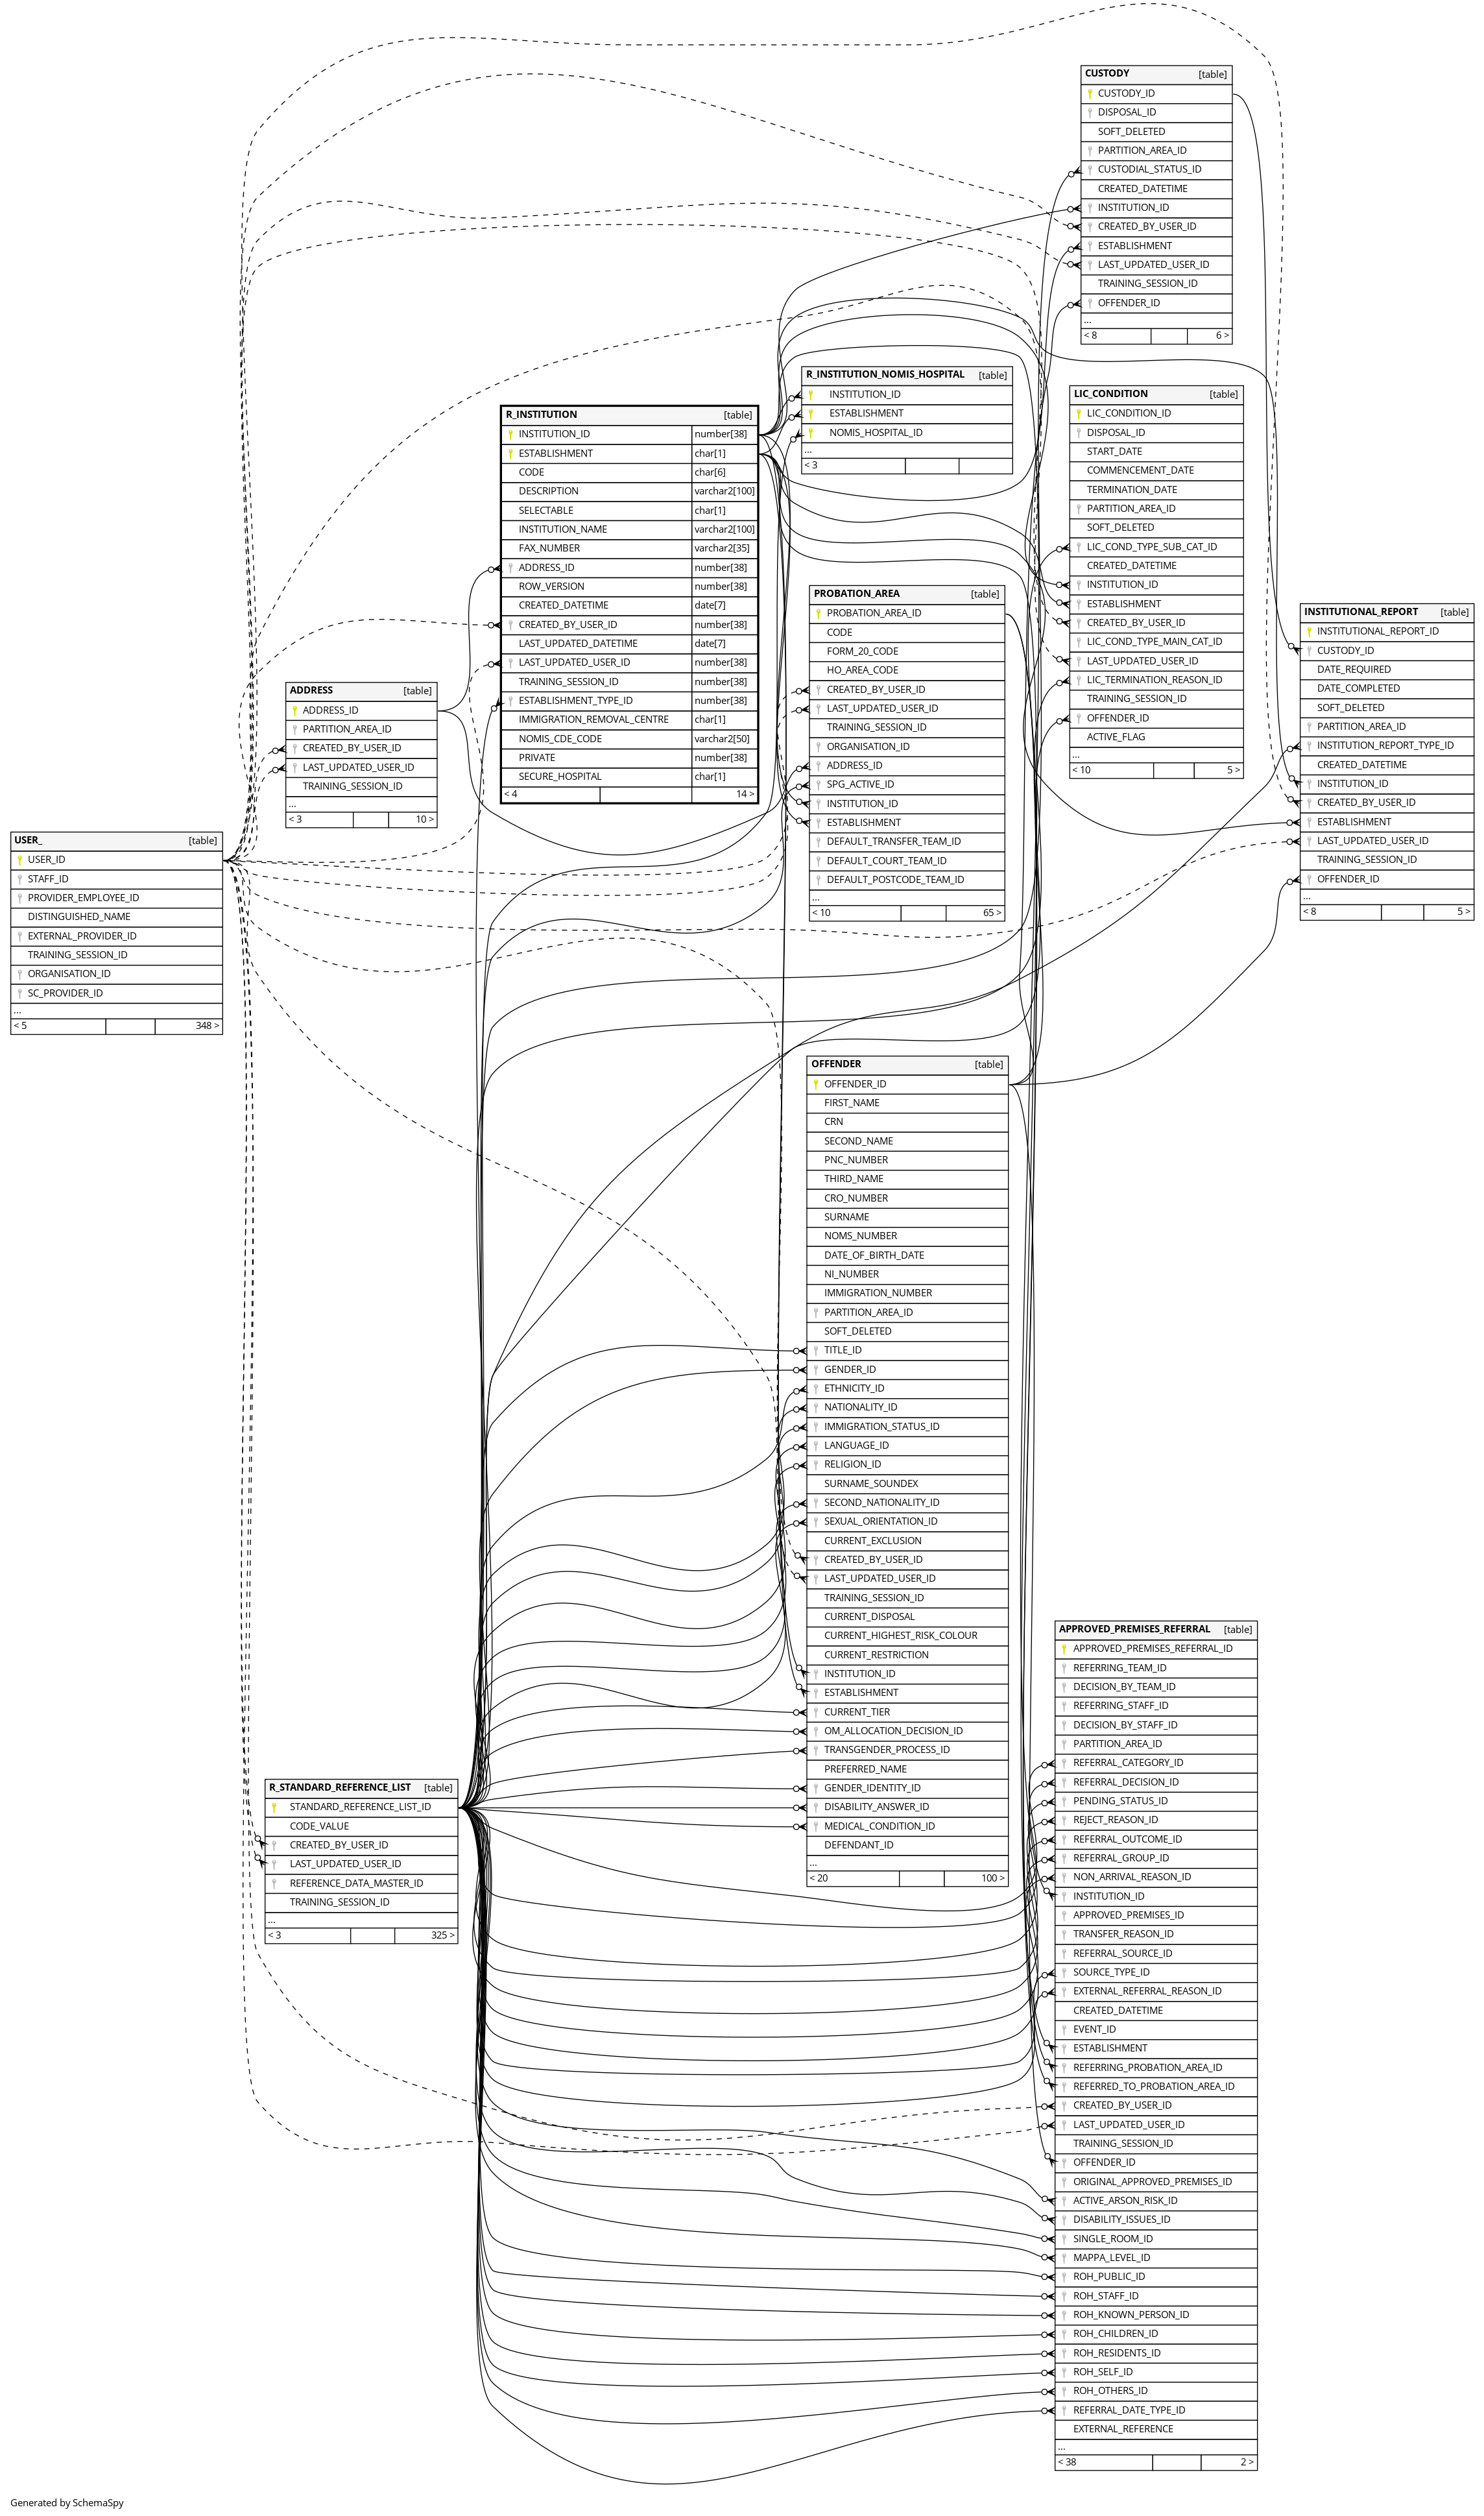 CUSTODY [table]
CUSTODY_ID
DISPOSAL_ID
SOFT_DELETED
PARTITION_AREA_ID
CUSTODIAL_STATUS_ID
CREATED_DATETIME
INSTITUTION_ID
CREATED_BY_USER_ID
ESTABLISHMENT
LAST_UPDATED_USER_ID
TRAINING_SESSION_ID
OFFENDER_ID
...
< 8 6 >
R_INSTITUTION_NOMIS_HOSPITAL [table]
INSTITUTION_ID
ESTABLISHMENT
NOMIS_HOSPITAL_ID
...
< 3
LIC_CONDITION [table]
LIC_CONDITION_ID
DISPOSAL_ID
START_DATE
COMMENCEMENT_DATE
TERMINATION_DATE
PARTITION_AREA_ID
SOFT_DELETED
LIC_COND_TYPE_SUB_CAT_ID
CREATED_DATETIME
INSTITUTION_ID
ESTABLISHMENT
CREATED_BY_USER_ID
LIC_COND_TYPE_MAIN_CAT_ID
LAST_UPDATED_USER_ID
LIC_TERMINATION_REASON_ID
TRAINING_SESSION_ID
OFFENDER_ID
ACTIVE_FLAG
...
< 10 5 >
R_INSTITUTION [table]
INSTITUTION_ID number[38]
ESTABLISHMENT char[1]
CODE char[6]
DESCRIPTION varchar2[100]
SELECTABLE char[1]
INSTITUTION_NAME varchar2[100]
FAX_NUMBER varchar2[35]
ADDRESS_ID number[38]
ROW_VERSION number[38]
CREATED_DATETIME date[7]
CREATED_BY_USER_ID number[38]
LAST_UPDATED_DATETIME date[7]
LAST_UPDATED_USER_ID number[38]
TRAINING_SESSION_ID number[38]
ESTABLISHMENT_TYPE_ID number[38]
IMMIGRATION_REMOVAL_CENTRE char[1]
NOMIS_CDE_CODE varchar2[50]
PRIVATE number[38]
SECURE_HOSPITAL char[1]
< 4 14 >
PROBATION_AREA [table]
PROBATION_AREA_ID
CODE
FORM_20_CODE
HO_AREA_CODE
CREATED_BY_USER_ID
LAST_UPDATED_USER_ID
TRAINING_SESSION_ID
ORGANISATION_ID
ADDRESS_ID
SPG_ACTIVE_ID
INSTITUTION_ID
ESTABLISHMENT
DEFAULT_TRANSFER_TEAM_ID
DEFAULT_COURT_TEAM_ID
DEFAULT_POSTCODE_TEAM_ID
...
< 10 65 >
INSTITUTIONAL_REPORT [table]
INSTITUTIONAL_REPORT_ID
CUSTODY_ID
DATE_REQUIRED
DATE_COMPLETED
SOFT_DELETED
PARTITION_AREA_ID
INSTITUTION_REPORT_TYPE_ID
CREATED_DATETIME
INSTITUTION_ID
CREATED_BY_USER_ID
ESTABLISHMENT
LAST_UPDATED_USER_ID
TRAINING_SESSION_ID
OFFENDER_ID
...
< 8 5 >
ADDRESS [table]
ADDRESS_ID
PARTITION_AREA_ID
CREATED_BY_USER_ID
LAST_UPDATED_USER_ID
TRAINING_SESSION_ID
...
< 3 10 >
USER_ [table]
USER_ID
STAFF_ID
PROVIDER_EMPLOYEE_ID
DISTINGUISHED_NAME
EXTERNAL_PROVIDER_ID
TRAINING_SESSION_ID
ORGANISATION_ID
SC_PROVIDER_ID
...
< 5 348 >
OFFENDER [table]
OFFENDER_ID
FIRST_NAME
CRN
SECOND_NAME
PNC_NUMBER
THIRD_NAME
CRO_NUMBER
SURNAME
NOMS_NUMBER
DATE_OF_BIRTH_DATE
NI_NUMBER
IMMIGRATION_NUMBER
PARTITION_AREA_ID
SOFT_DELETED
TITLE_ID
GENDER_ID
ETHNICITY_ID
NATIONALITY_ID
IMMIGRATION_STATUS_ID
LANGUAGE_ID
RELIGION_ID
SURNAME_SOUNDEX
SECOND_NATIONALITY_ID
SEXUAL_ORIENTATION_ID
CURRENT_EXCLUSION
CREATED_BY_USER_ID
LAST_UPDATED_USER_ID
TRAINING_SESSION_ID
CURRENT_DISPOSAL
CURRENT_HIGHEST_RISK_COLOUR
CURRENT_RESTRICTION
INSTITUTION_ID
ESTABLISHMENT
CURRENT_TIER
OM_ALLOCATION_DECISION_ID
TRANSGENDER_PROCESS_ID
PREFERRED_NAME
GENDER_IDENTITY_ID
DISABILITY_ANSWER_ID
MEDICAL_CONDITION_ID
DEFENDANT_ID
...
< 20 100 >
APPROVED_PREMISES_REFERRAL [table]
APPROVED_PREMISES_REFERRAL_ID
REFERRING_TEAM_ID
DECISION_BY_TEAM_ID
REFERRING_STAFF_ID
DECISION_BY_STAFF_ID
PARTITION_AREA_ID
REFERRAL_CATEGORY_ID
REFERRAL_DECISION_ID
PENDING_STATUS_ID
REJECT_REASON_ID
REFERRAL_OUTCOME_ID
REFERRAL_GROUP_ID
NON_ARRIVAL_REASON_ID
INSTITUTION_ID
APPROVED_PREMISES_ID
TRANSFER_REASON_ID
REFERRAL_SOURCE_ID
SOURCE_TYPE_ID
EXTERNAL_REFERRAL_REASON_ID
CREATED_DATETIME
EVENT_ID
ESTABLISHMENT
REFERRING_PROBATION_AREA_ID
REFERRED_TO_PROBATION_AREA_ID
CREATED_BY_USER_ID
LAST_UPDATED_USER_ID
TRAINING_SESSION_ID
OFFENDER_ID
ORIGINAL_APPROVED_PREMISES_ID
ACTIVE_ARSON_RISK_ID
DISABILITY_ISSUES_ID
SINGLE_ROOM_ID
MAPPA_LEVEL_ID
ROH_PUBLIC_ID
ROH_STAFF_ID
ROH_KNOWN_PERSON_ID
ROH_CHILDREN_ID
ROH_RESIDENTS_ID
ROH_SELF_ID
ROH_OTHERS_ID
REFERRAL_DATE_TYPE_ID
EXTERNAL_REFERENCE
...
< 38 2 >
R_STANDARD_REFERENCE_LIST [table]
STANDARD_REFERENCE_LIST_ID
CODE_VALUE
CREATED_BY_USER_ID
LAST_UPDATED_USER_ID
REFERENCE_DATA_MASTER_ID
TRAINING_SESSION_ID
...
< 3 325 >
Generated by SchemaSpy